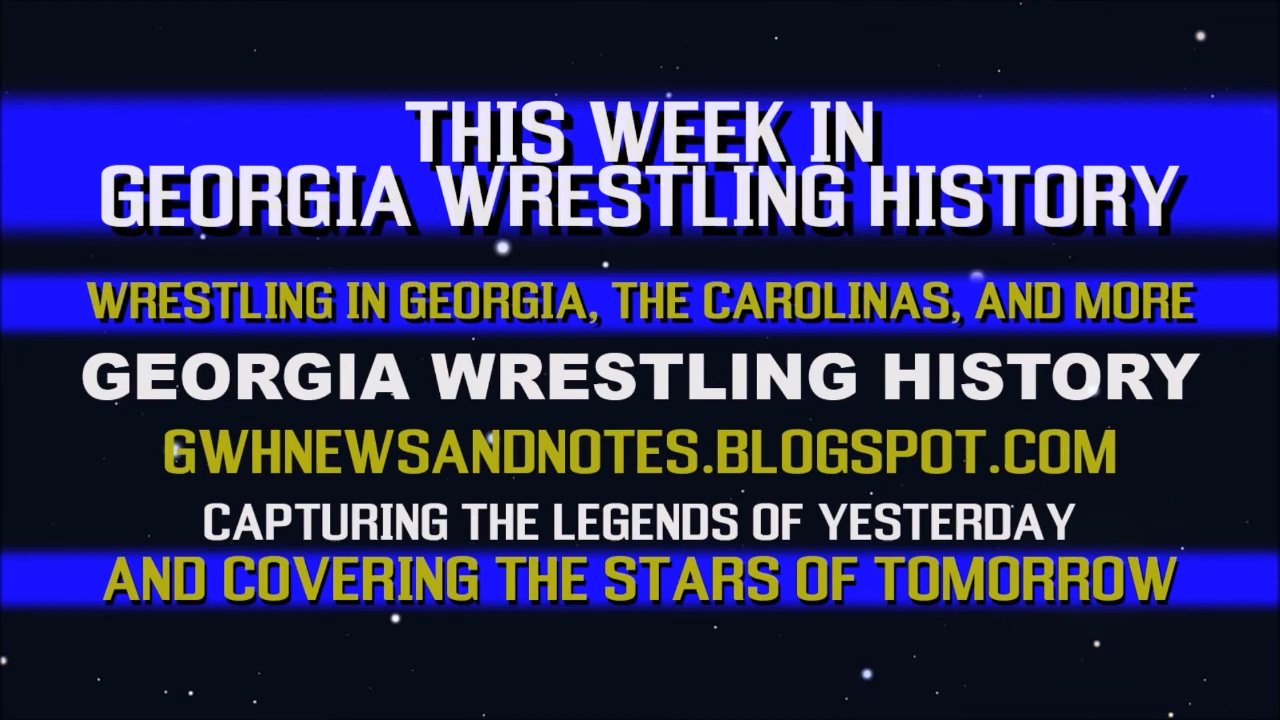 THIS WEEK IN
GEORGIA WRESTLING HISTORY
WRESTLING IN GEORGIA, THE CAROLINAS, AND MORE
GEORGIA WRESTLING HISTORY
GWHNEWSANDNOTES.BLOGSPOT.COM
CAPTURING THE LEGENDS OF YESTERDAY
AND COVERING THE STARS OF TOMORROW